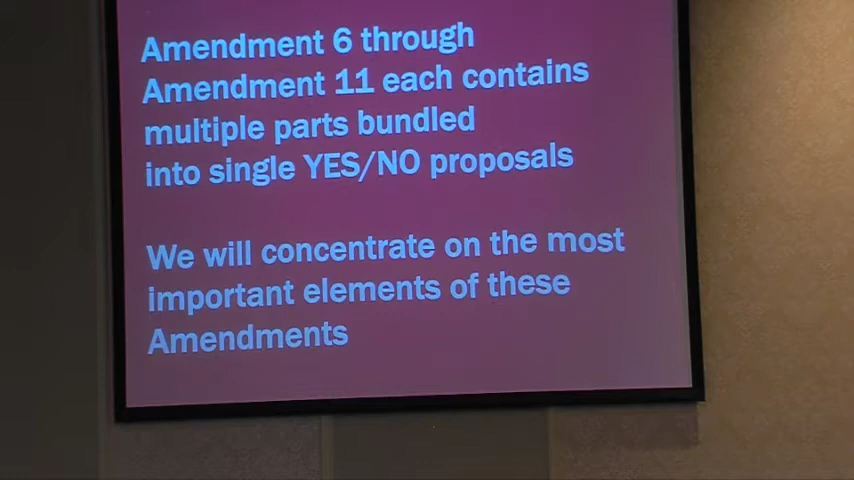 Amendment 6 through
Amendment 11 each contains
multiple parts bundled
into single YES/NO proposals
We will concentrate on the most
important elements of these
Amendments